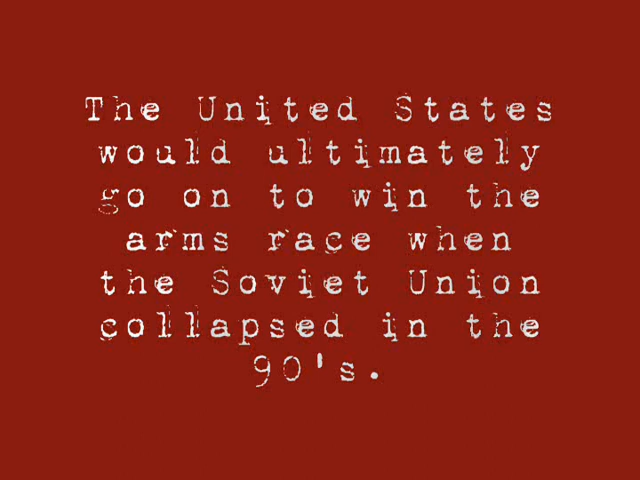 The United States
would ultimately
go on to win the
arms race when
the Soviet Union
collapsed in the
90's.